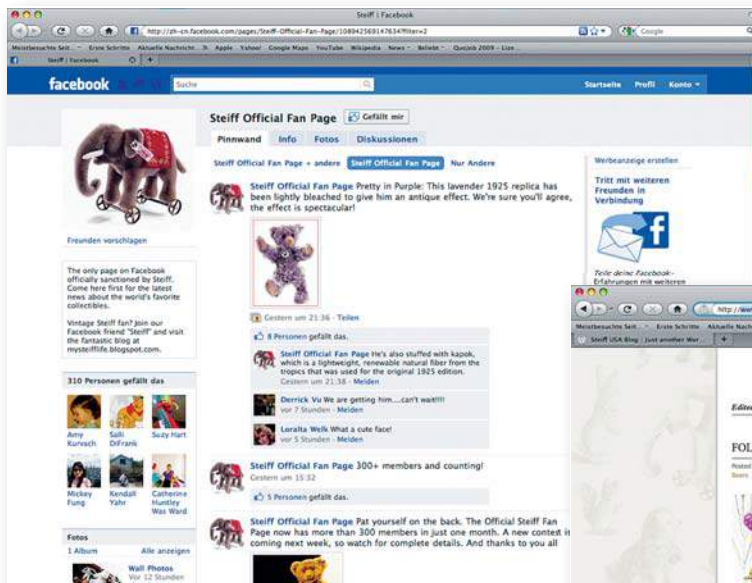 Steiff | Facebook
http://zh-cn.facebook.com/pages/Steiff-Official-Fan-Page/108942569147634?filter=2
Google
Meistbesuchte Seit... Erste Schritte Aktuelle Nachricht... Apple Yahoo! Google Maps YouTube Wikipedia News Beliebt
Steiff | Facebook
facebook
Suche
Startseite Profil Konto
Steiff Official Fan Page Gefällt mir
Pinnwand Info Fotos Diskussionen
Steiff Official Fan Page + andere Steiff Official Fan Page Nur Andere
Steiff Official Fan Page Pretty in Purple: This lavender 1925 replica has
been lightly bleached to give him an antique effect. We're sure you'll agree,
the effect is spectacular!
Gestern um 21:36 · Teilen
8 Personen gefällt das.
Steiff Official Fan Page He's also stuffed with kapok,
which is a lightweight, renewable natural fiber from the
tropics that was used for the original 1925 edition.
Gestern um 21:38 · Melden
Derrick Vu We are getting him....can't wait!!!!
vor 7 Stunden · Melden
Loralta Welk What a cute face!
vor 5 Stunden · Melden
Steiff Official Fan Page 300+ members and counting!
Gestern um 15:32
5 Personen gefällt das.
Steiff Official Fan Page Pat yourself on the back. The Official Steiff Fan
Page now has more than 300 members in just one month. A new contest is
coming next week, so watch for complete details. And thanks to you all
Freunden vorschlagen
The only page on Facebook
officially sanctioned by Steiff.
Come here first for the latest
news about the world's favorite
collectibles.
Vintage Steiff fan? Join our
Facebook friend "Steiff" and visit
the fantastic blog at
mysteifflife.blogspot.com.
310 Personen gefällt das
Amy
Kurvach
Salli
DiFrank
Suzy Hart
Mickey
Fung
Kendall
Yahr
Catherine
Huntley
Was Ward
Fotos
1 Album Alle anzeigen
Wall Photos
Vor 12 Stunden
Werbeanzeige erstellen
Tritt mit weiteren
Freunden in
Verbindung
Teile deine Facebook-
Erfahrungen mit weiteren
http://www
Meistbesuchte Seit... Erste Schritte Aktuelle Nach
Steiff USA Blog | Just another Wor...
Edite
FOL
Posted
Bears